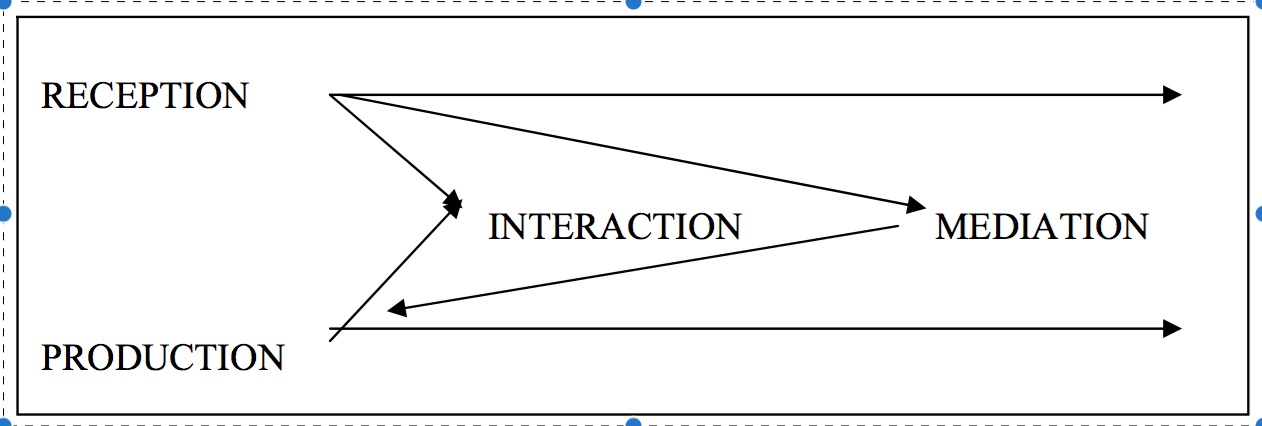 RECEPTION
INTERACTION
MEDIATION
PRODUCTION